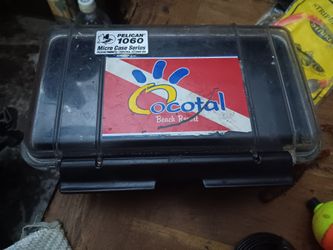 PELICAN
1060
Micro Case Series
Cocotal
Beach Resort